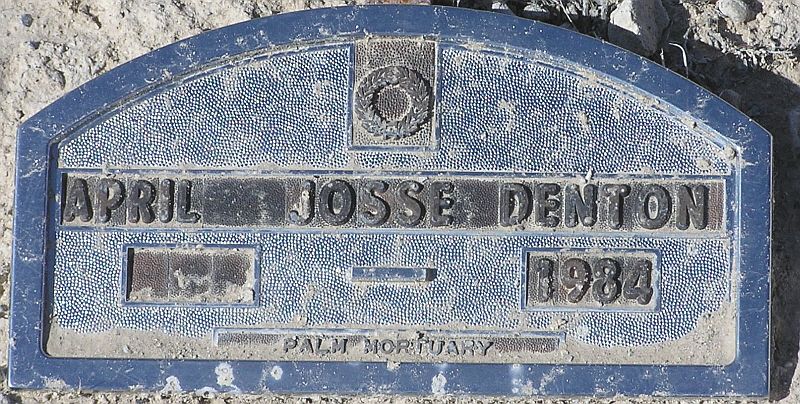 APRIL JOSSE DENTON
1984
PALM MORTUARY